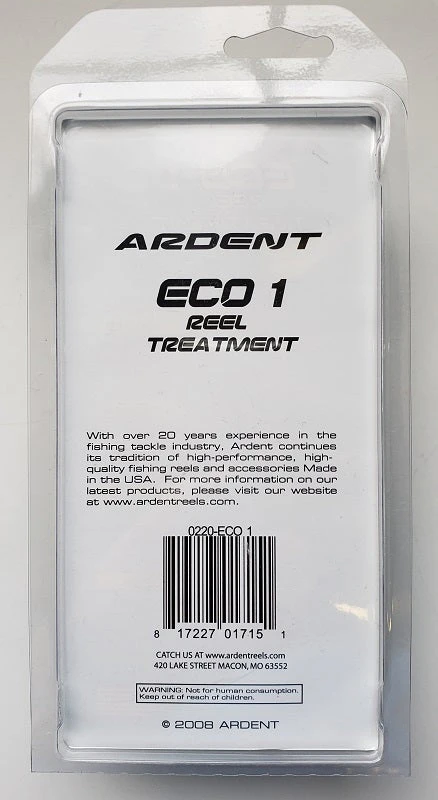 ARDENT
ECO 1
REEL
TREATMENT
With over 20 years experience in the
fishing tackle industry, Ardent continues
its tradition of high-performance, high-
quality fishing reels and accessories Made
in the USA. For more information on our
latest products, please visit our website
at www.ardentreels.com.
0220-ECO 1
8 17227 01715 1
CATCH US AT www.ardentreels.com
420 LAKE STREET MACON, MO 63552
WARNING: Not for human consumption.
Keep out of reach of children.
© 2008 ARDENT